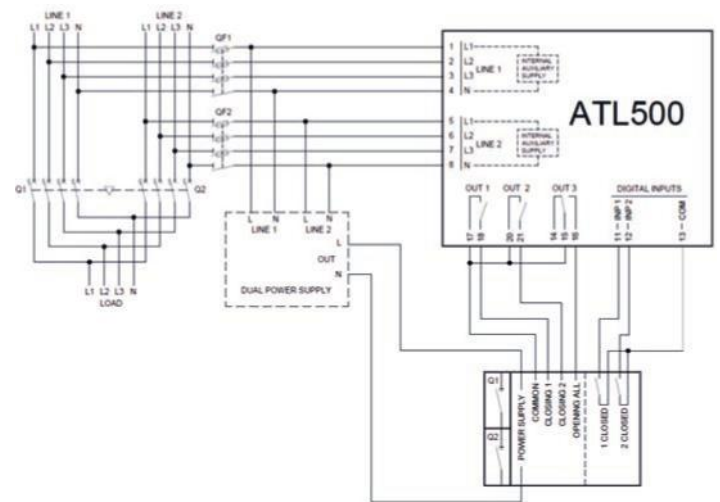 LINE 1 LINE 2
L1 L2 L3 N L1 L2 L3 N
QF1
1 L1
2 L2
3 L3
4 N
LINE 1
INTERNAL
AUXILIARY
SUPPLY
ATL500
QF2
5 L1
6 L2
7 L3
8 N
LINE 2
INTERNAL
AUXILIARY
SUPPLY
Q1 Q2
OUT 1 OUT 2 OUT 3 DIGITAL INPUTS
17
18
20
21
14
15
16
11 - INP 1
12 - INP 2
13 - COM
L N L N
LINE 1 LINE 2
L
OUT
N
DUAL POWER SUPPLY
L1 L2 L3 N
LOAD
Q1
Q2
POWER SUPPLY
COMMON
CLOSING 1
CLOSING 2
OPENING ALL
1 CLOSED
2 CLOSED